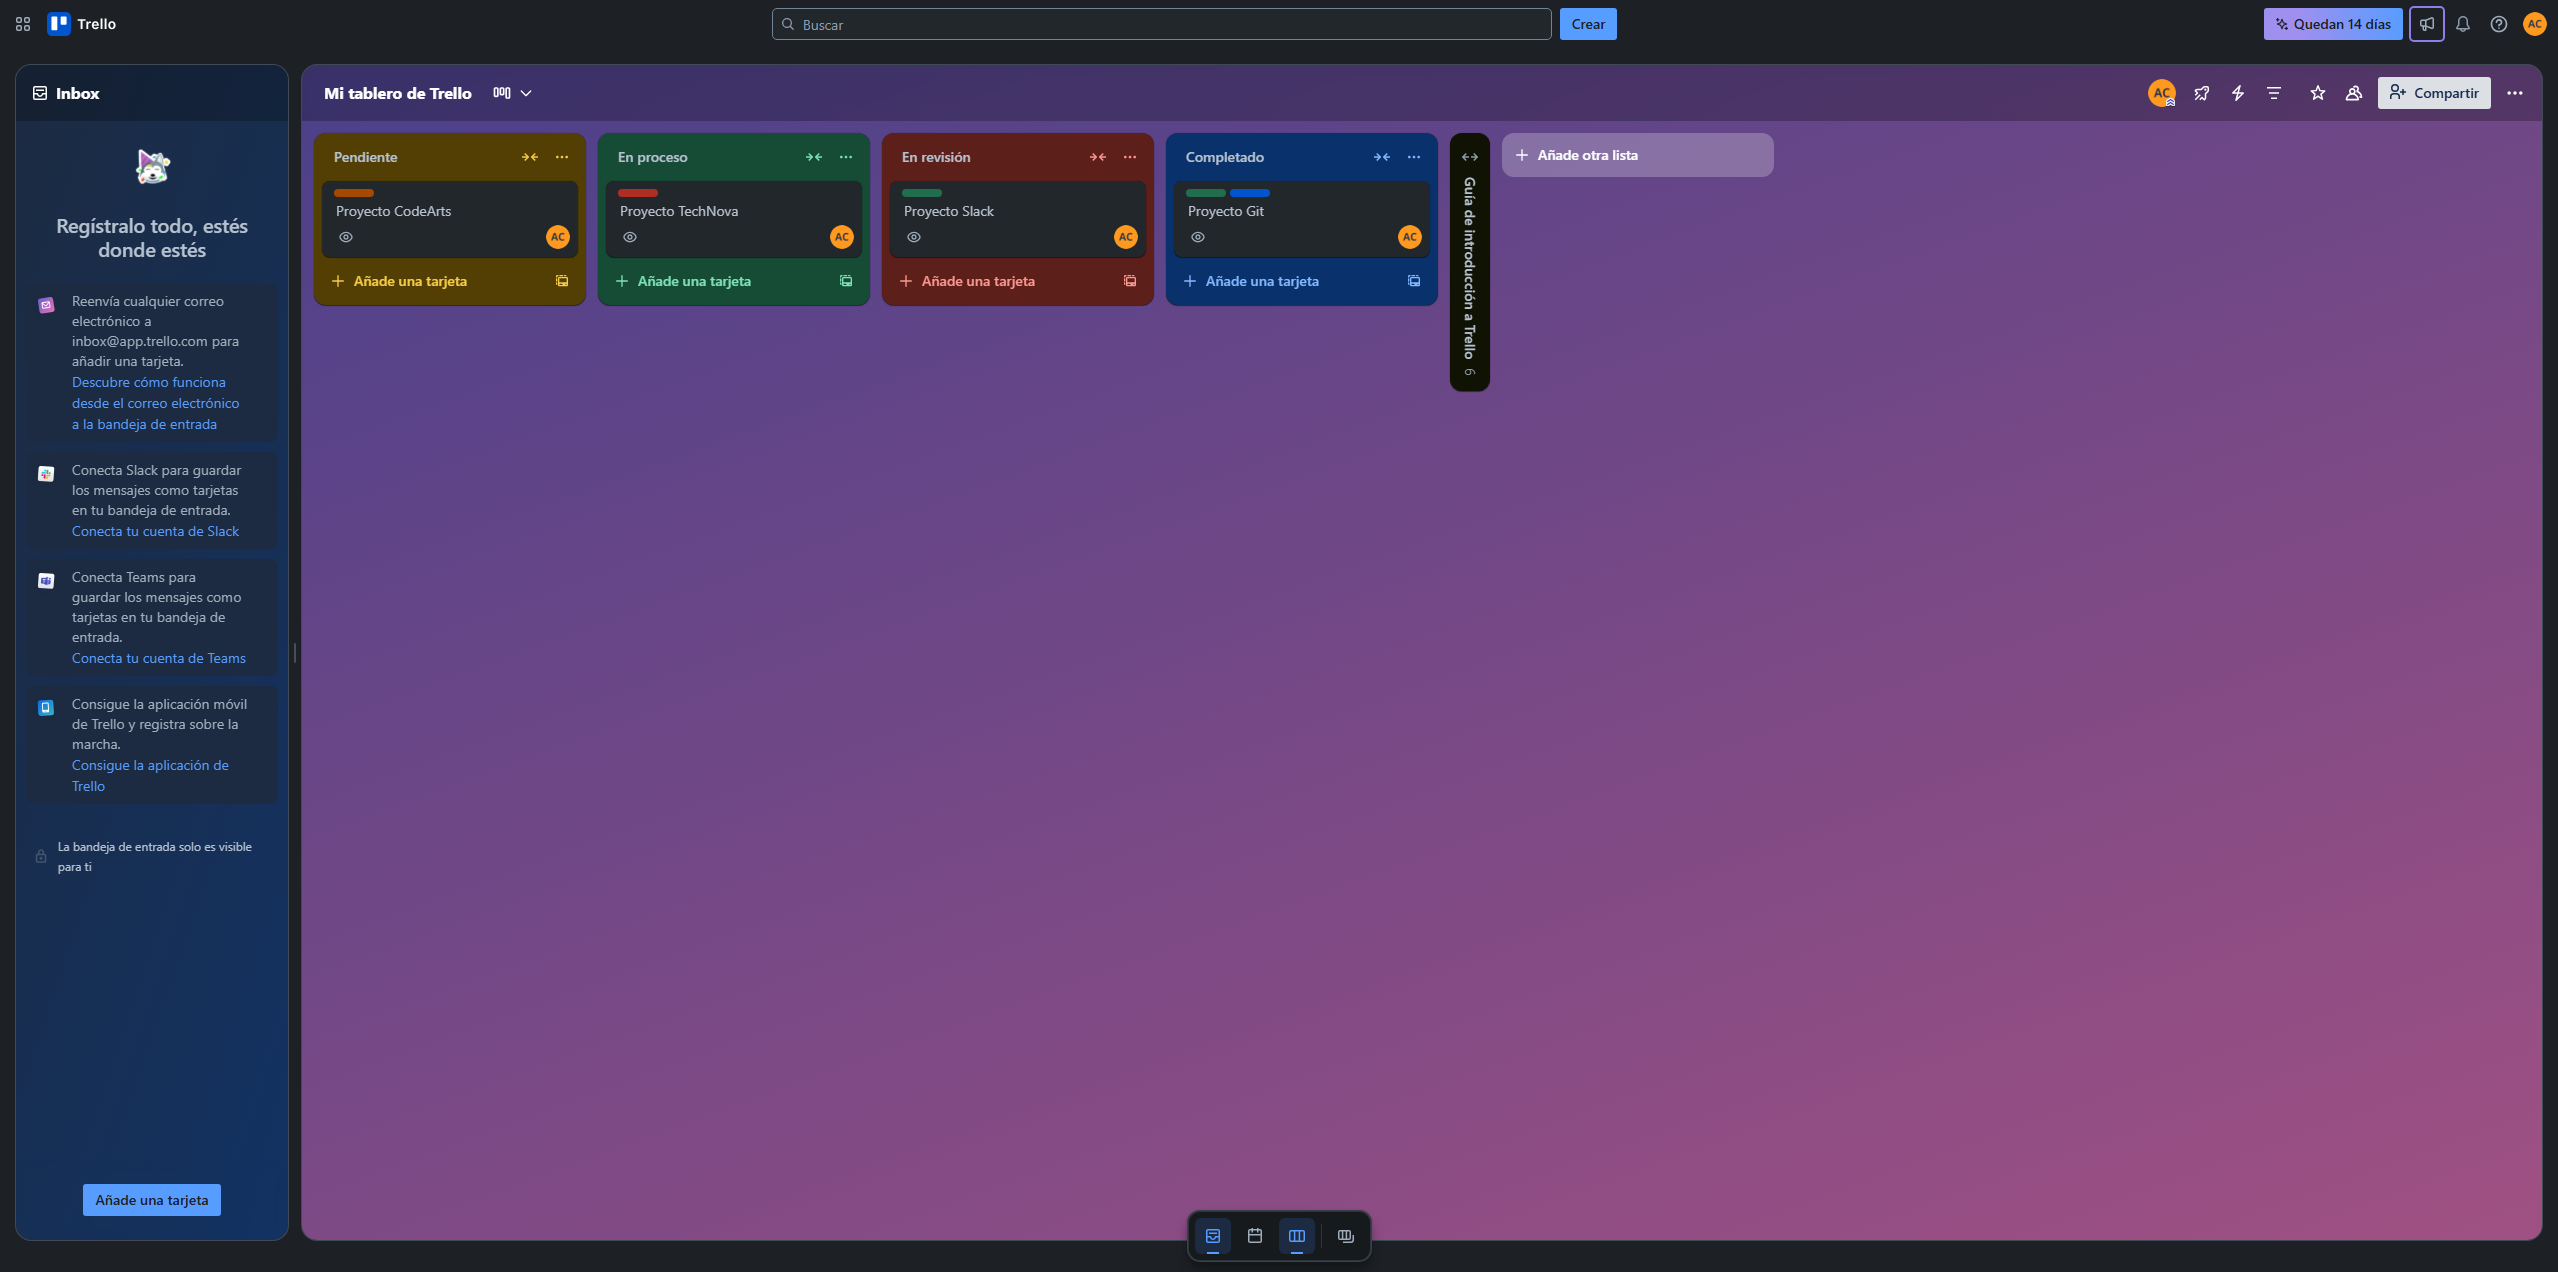 Trello
Buscar
Crear
Quedan 14 días
AC
Inbox
Regístralo todo, estés
donde estés
Reenvía cualquier correo
electrónico a
inbox@app.trello.com para
añadir una tarjeta.
Descubre cómo funciona
desde el correo electrónico
a la bandeja de entrada
Conecta Slack para guardar
los mensajes como tarjetas
en tu bandeja de entrada.
Conecta tu cuenta de Slack
Conecta Teams para
guardar los mensajes como
tarjetas en tu bandeja de
entrada.
Conecta tu cuenta de Teams
Consigue la aplicación móvil
de Trello y registra sobre la
marcha.
Consigue la aplicación de
Trello
La bandeja de entrada solo es visible
para ti
Añade una tarjeta
Mi tablero de Trello
AC
Compartir
Pendiente
Proyecto CodeArts
AC
Añade una tarjeta
En proceso
Proyecto TechNova
AC
Añade una tarjeta
En revisión
Proyecto Slack
AC
Añade una tarjeta
Completado
Proyecto Git
AC
Añade una tarjeta
Guía de introducción a Trello 6
Añade otra lista